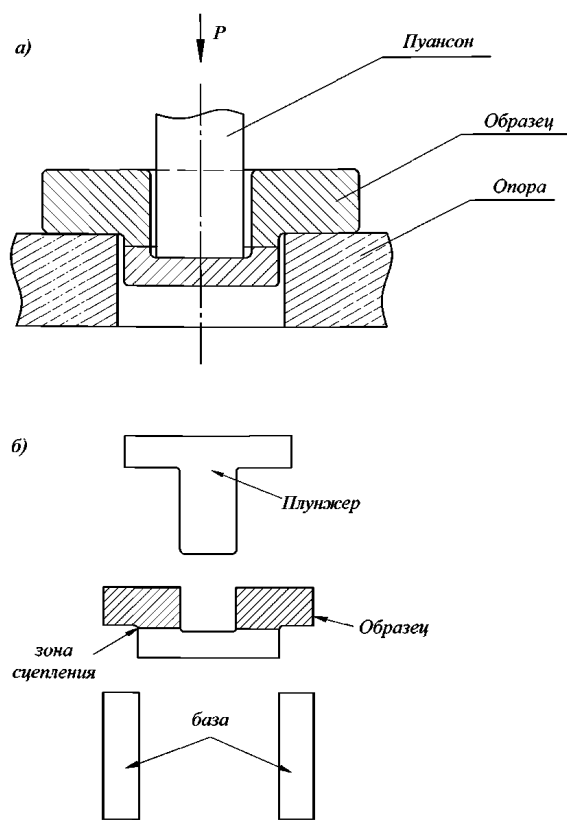 а)
P
Пуансон
Образец
Опора
б)
Плунжер
зона
сцепления
Образец
база